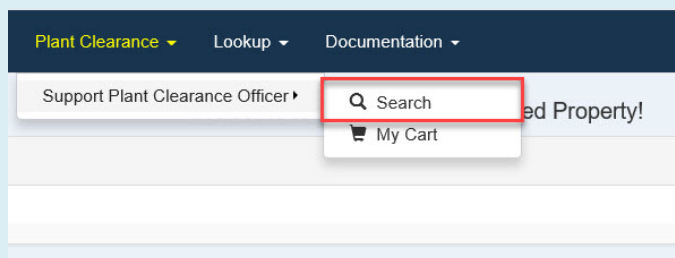 Plant Clearance Lookup Documentation
Support Plant Clearance Officer
Search
ed Property!
My Cart